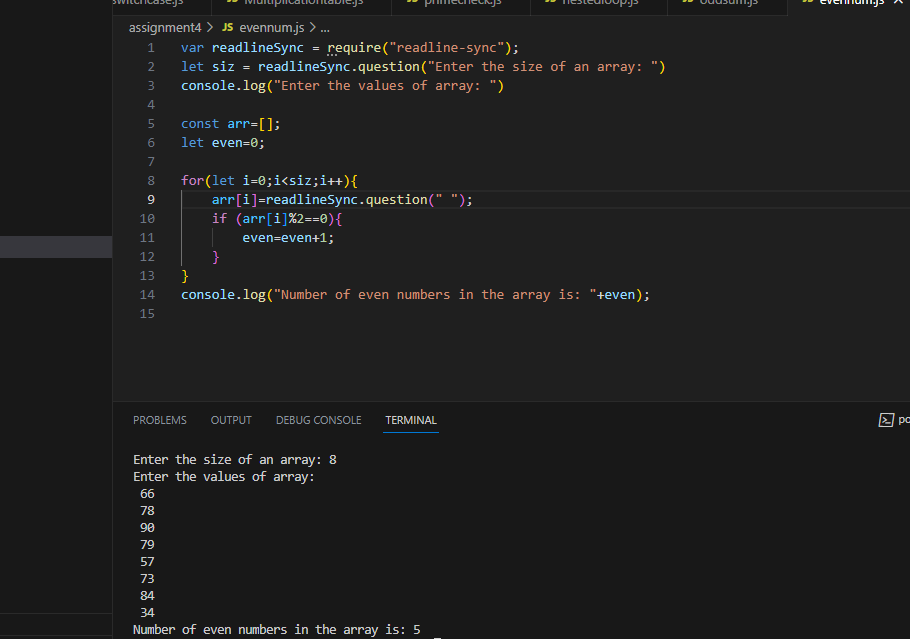 switchcase.js JS Multiplicationtable.js JS primecheck.js JS nestedloop.js JS oddsum.js JS evennum.js
assignment4 > JS evennum.js > ...
1 var readlineSync = require("readline-sync");
2 let siz = readlineSync.question("Enter the size of an array: ")
3 console.log("Enter the values of array: ")
4
5 const arr=[];
6 let even=0;
7
8 for(let i=0;i<siz;i++){
9 arr[i]=readlineSync.question(" ");
10 if (arr[i]%2==0){
11 even=even+1;
12 }
13 }
14 console.log("Number of even numbers in the array is: "+even);
15
PROBLEMS OUTPUT DEBUG CONSOLE TERMINAL po
Enter the size of an array: 8
Enter the values of array:
66
78
90
79
57
73
84
34
Number of even numbers in the array is: 5